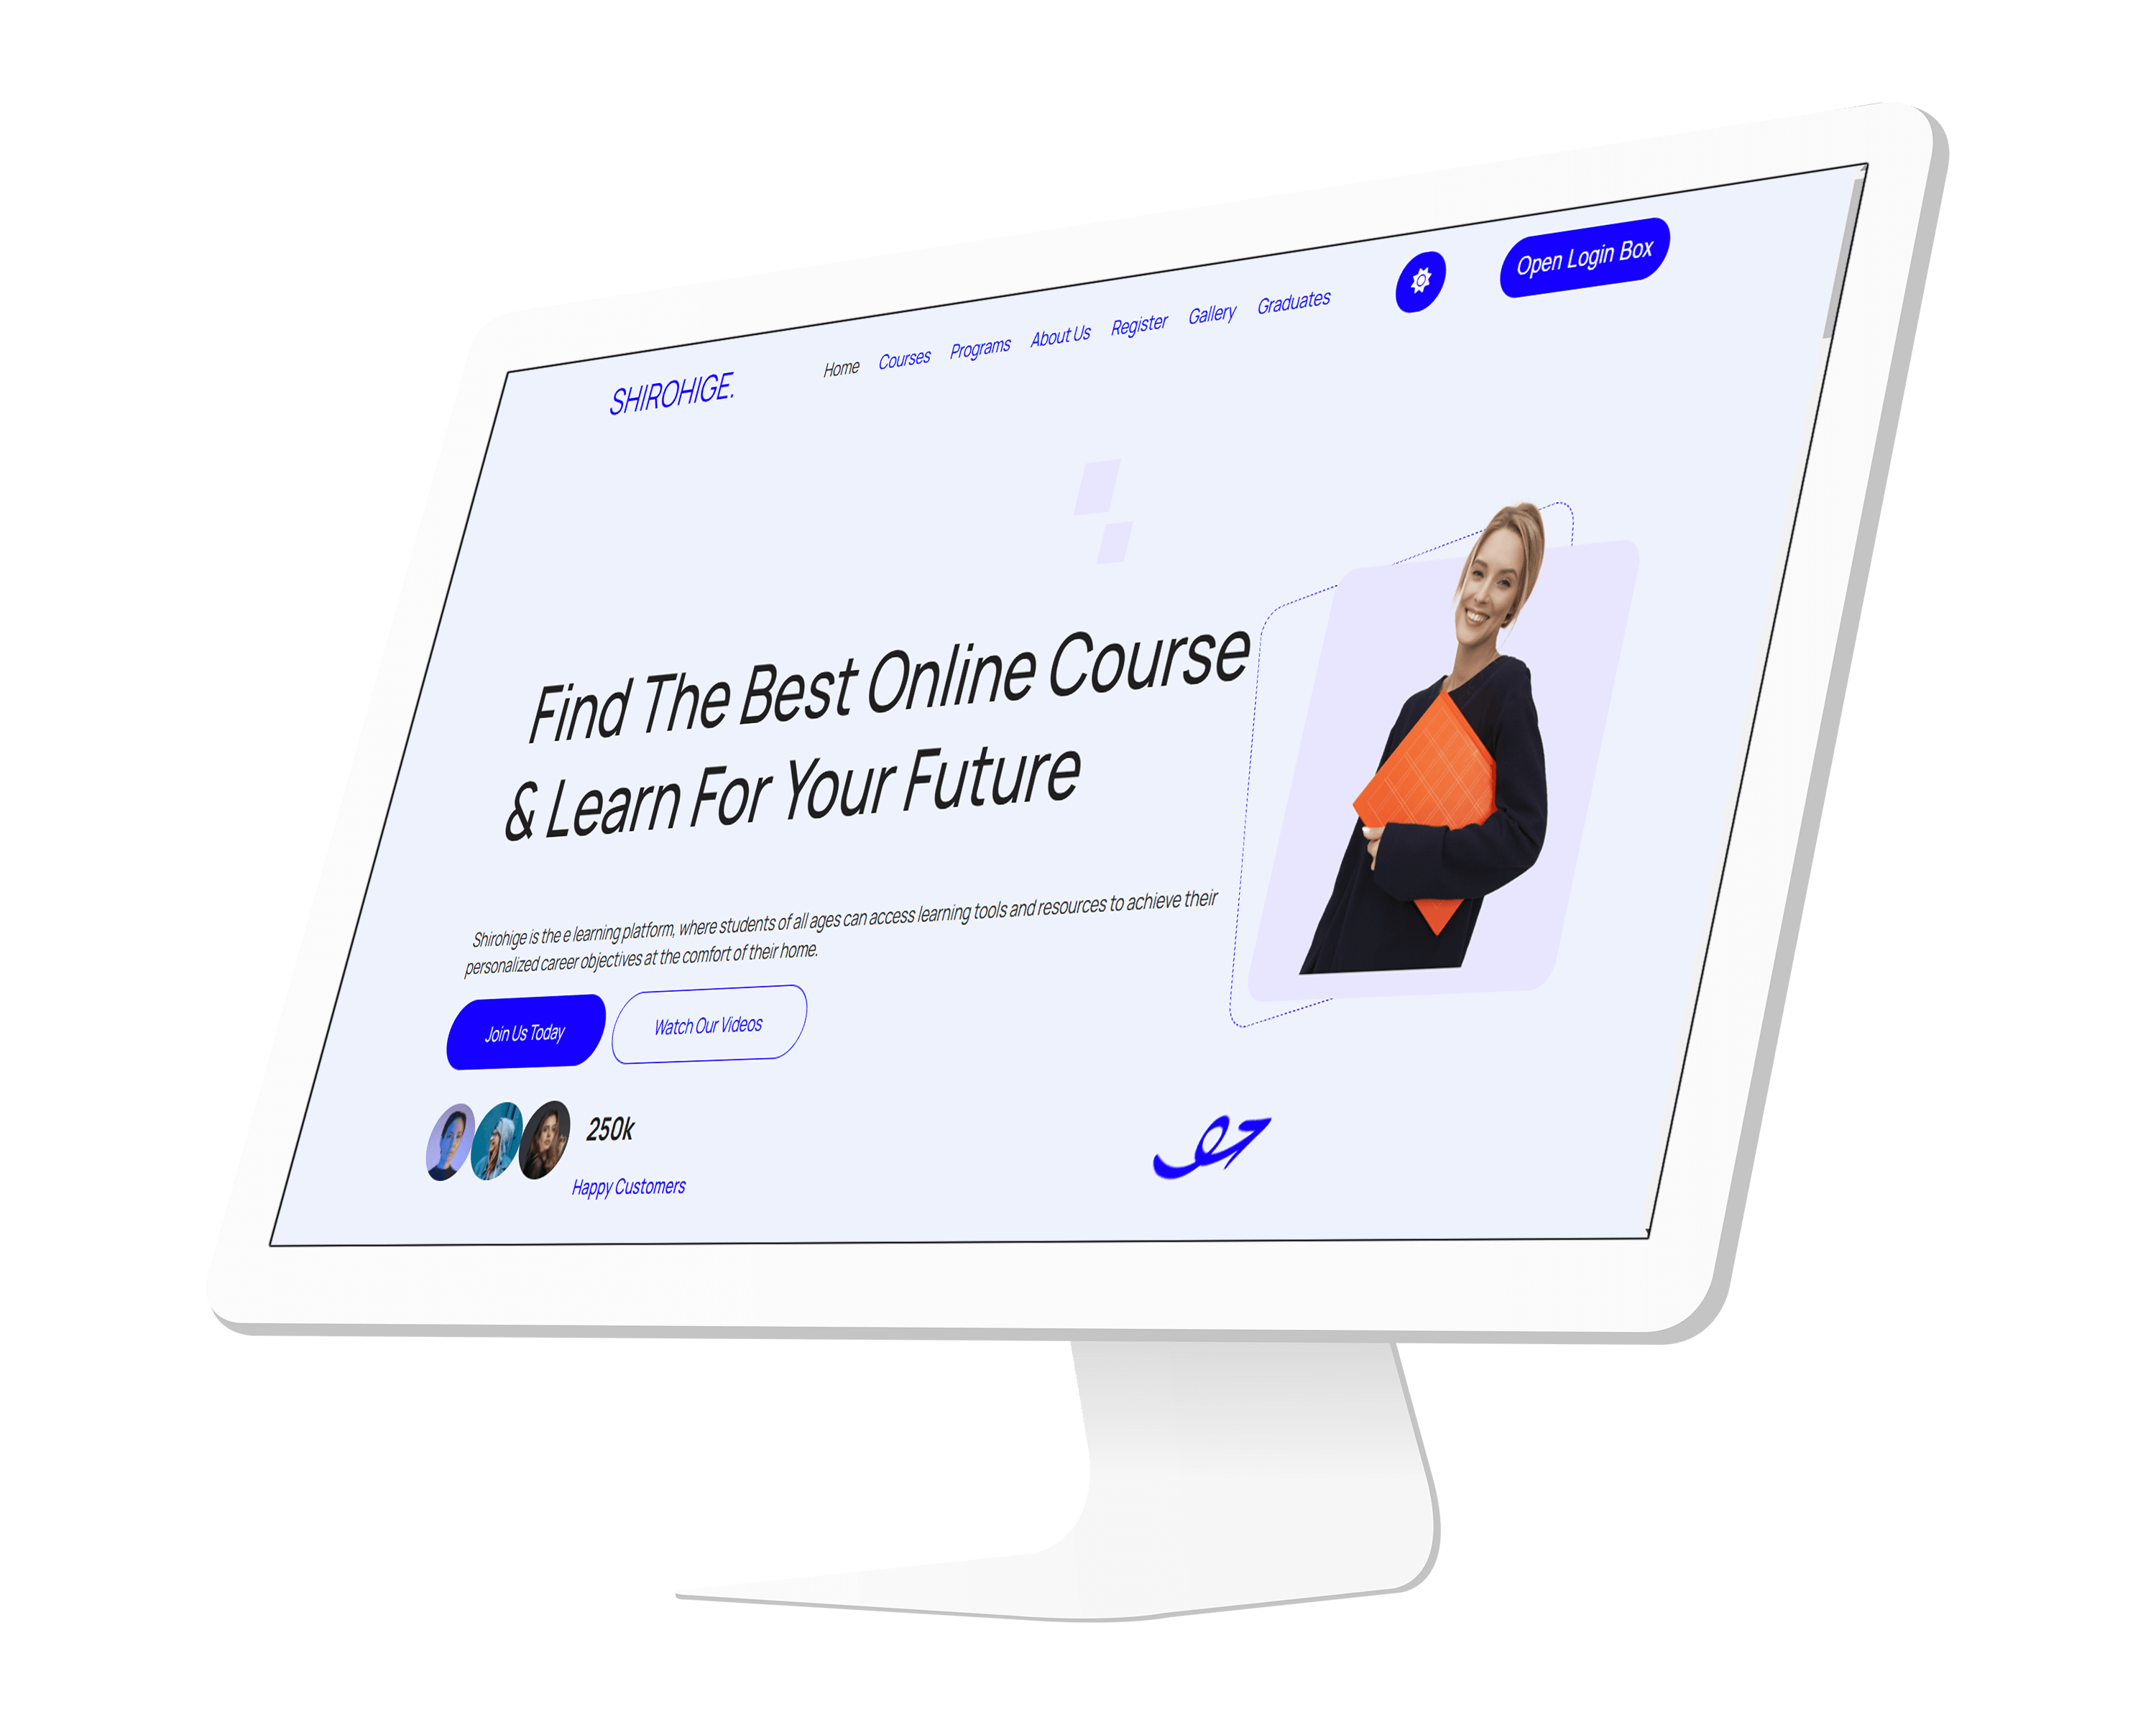 SHIROHIGE.
Home Courses Programs About Us Register Gallery Graduates
Open Login Box
Find The Best Online Course
& Learn For Your Future
Shirohige is the e learning platform, where students of all ages can access learning tools and resources to achieve their
personalized career objectives at the comfort of their home.
Join Us Today
Watch Our Videos
250k
Happy Customers